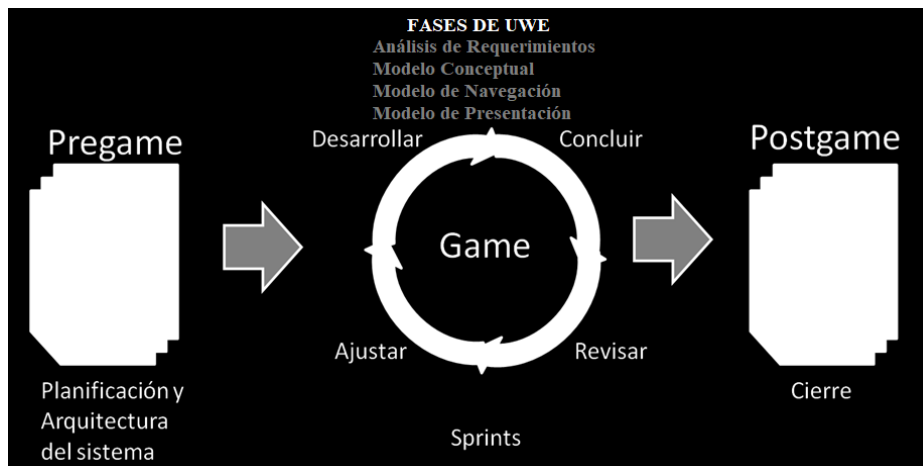 FASES DE UWE
Análisis de Requerimientos
Modelo Conceptual
Modelo de Navegación
Modelo de Presentación
Pregame
Desarrollar
Concluir
Postgame
Game
Ajustar
Revisar
Planificación y
Arquitectura
del sistema
Sprints
Cierre